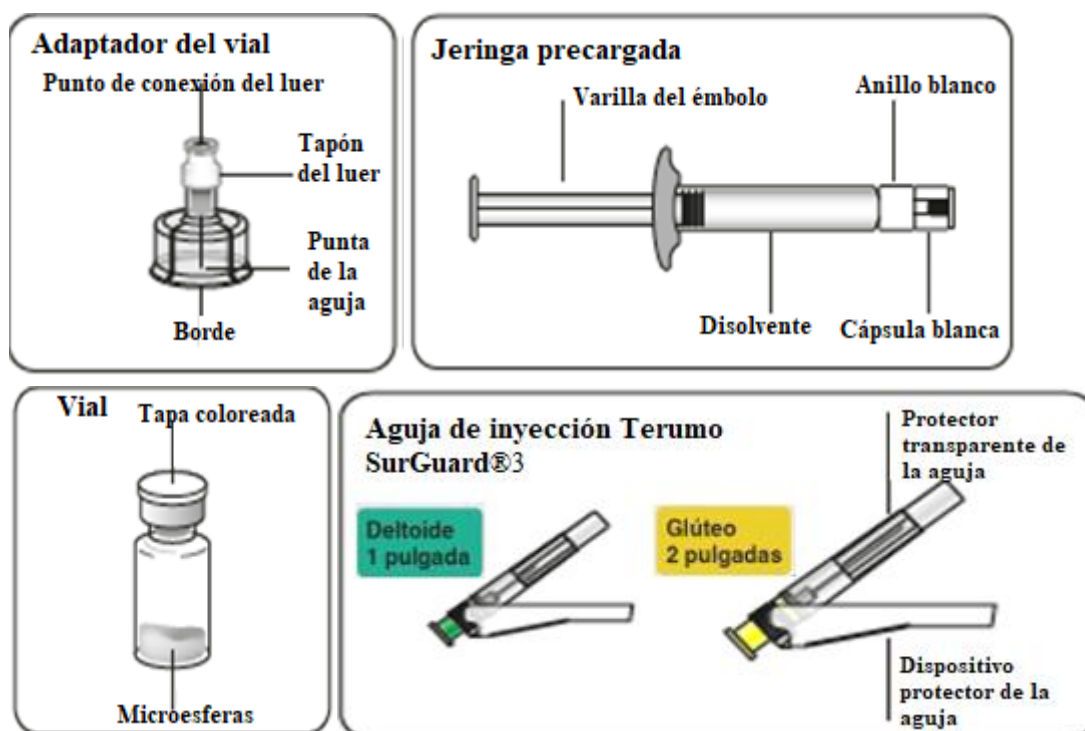 Adaptador del vial
Punto de conexión del luer
Tapón
del luer
Punta
de la
aguja
Borde
Jeringa precargada
Varilla del émbolo
Anillo blanco
Disolvente
Cápsula blanca
Vial
Tapa coloreada
Microesferas
Aguja de inyección Terumo
SurGuard®3
Deltoide
1 pulgada
Glúteo
2 pulgadas
Protector
transparente de
la aguja
Dispositivo
protector de la
aguja